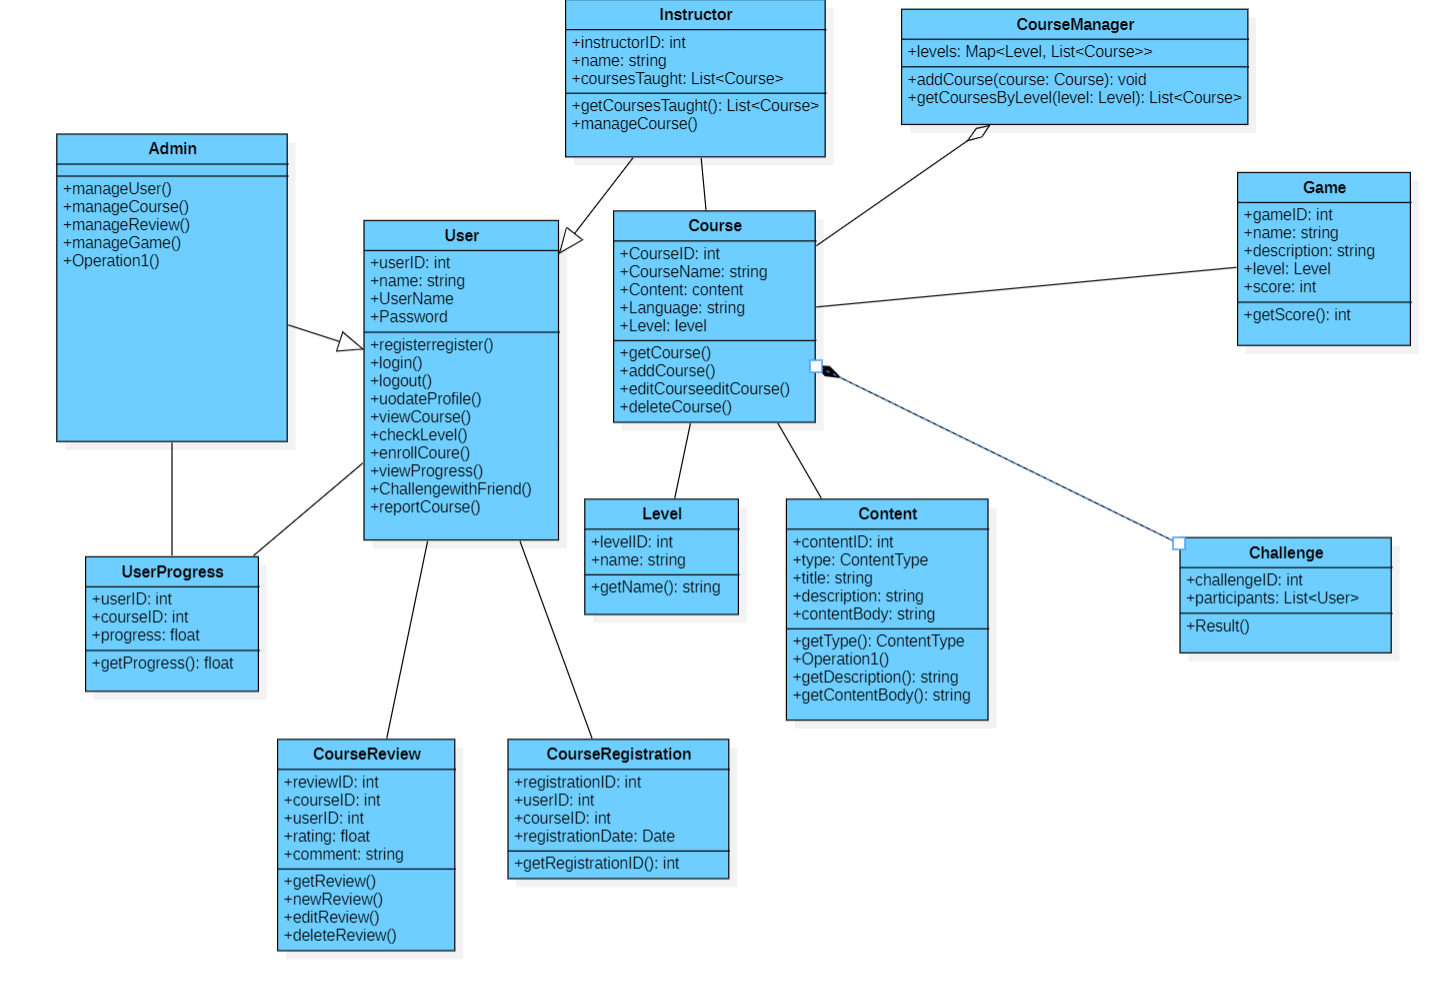 Instructor
+instructorID: int
+name: string
+coursesTaught: List<Course>
+getCoursesTaught(): List<Course>
+manageCourse()
CourseManager
+levels: Map<Level, List<Course>>
+addCourse(course: Course): void
+getCoursesByLevel(level: Level): List<Course>
Admin
+manageUser()
+manageCourse()
+manageReview()
+manageGame()
+Operation1()
User
+userID: int
+name: string
+UserName
+Password
+registerregister()
+login()
+logout()
+uodateProfile()
+viewCourse()
+checkLevel()
+enrollCoure()
+viewProgress()
+ChallengewithFriend()
+reportCourse()
Course
+CourseID: int
+CourseName: string
+Content: content
+Language: string
+Level: level
+getCourse()
+addCourse()
+editCourseeditCourse()
+deleteCourse()
Game
+gameID: int
+name: string
+description: string
+level: Level
+score: int
+getScore(): int
UserProgress
+userID: int
+courseID: int
+progress: float
+getProgress(): float
Level
+levelID: int
+name: string
+getName(): string
Content
+contentID: int
+type: ContentType
+title: string
+description: string
+contentBody: string
+getType(): ContentType
+Operation1()
+getDescription(): string
+getContentBody(): string
Challenge
+challengeID: int
+participants: List<User>
+Result()
CourseReview
+reviewID: int
+courseID: int
+userID: int
+rating: float
+comment: string
+getReview()
+newReview()
+editReview()
+deleteReview()
CourseRegistration
+registrationID: int
+userID: int
+courseID: int
+registrationDate: Date
+getRegistrationID(): int